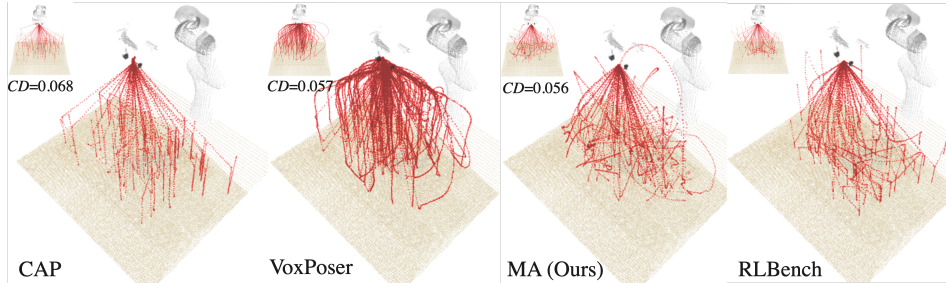 CD=0.068
CD=0.057
CD=0.056
CAP
VoxPoser
MA (Ours)
RLBench